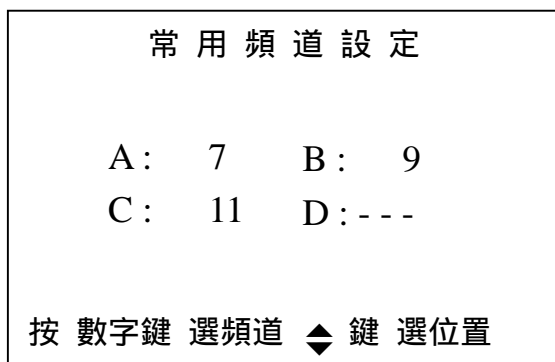 常用頻道設定
A: 7 B: 9
C: 11 D:---
按 數字鍵 選頻道 ◆ 鍵 選位置